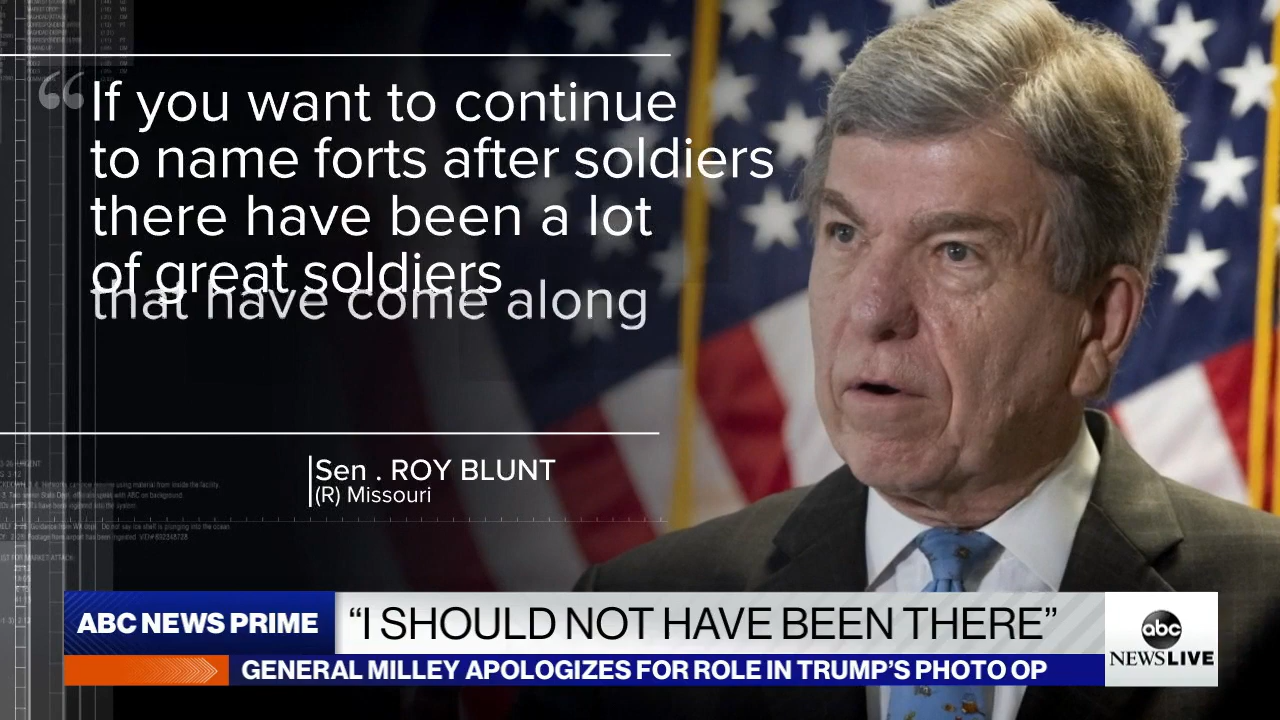 “
If you want to continue
to name forts after soldiers
there have been a lot
of great soldiers
that have come along
Sen . ROY BLUNT
(R) Missouri
ABC NEWS PRIME
“I SHOULD NOT HAVE BEEN THERE”
abc
NEWS LIVE
GENERAL MILLEY APOLOGIZES FOR ROLE IN TRUMP’S PHOTO OP